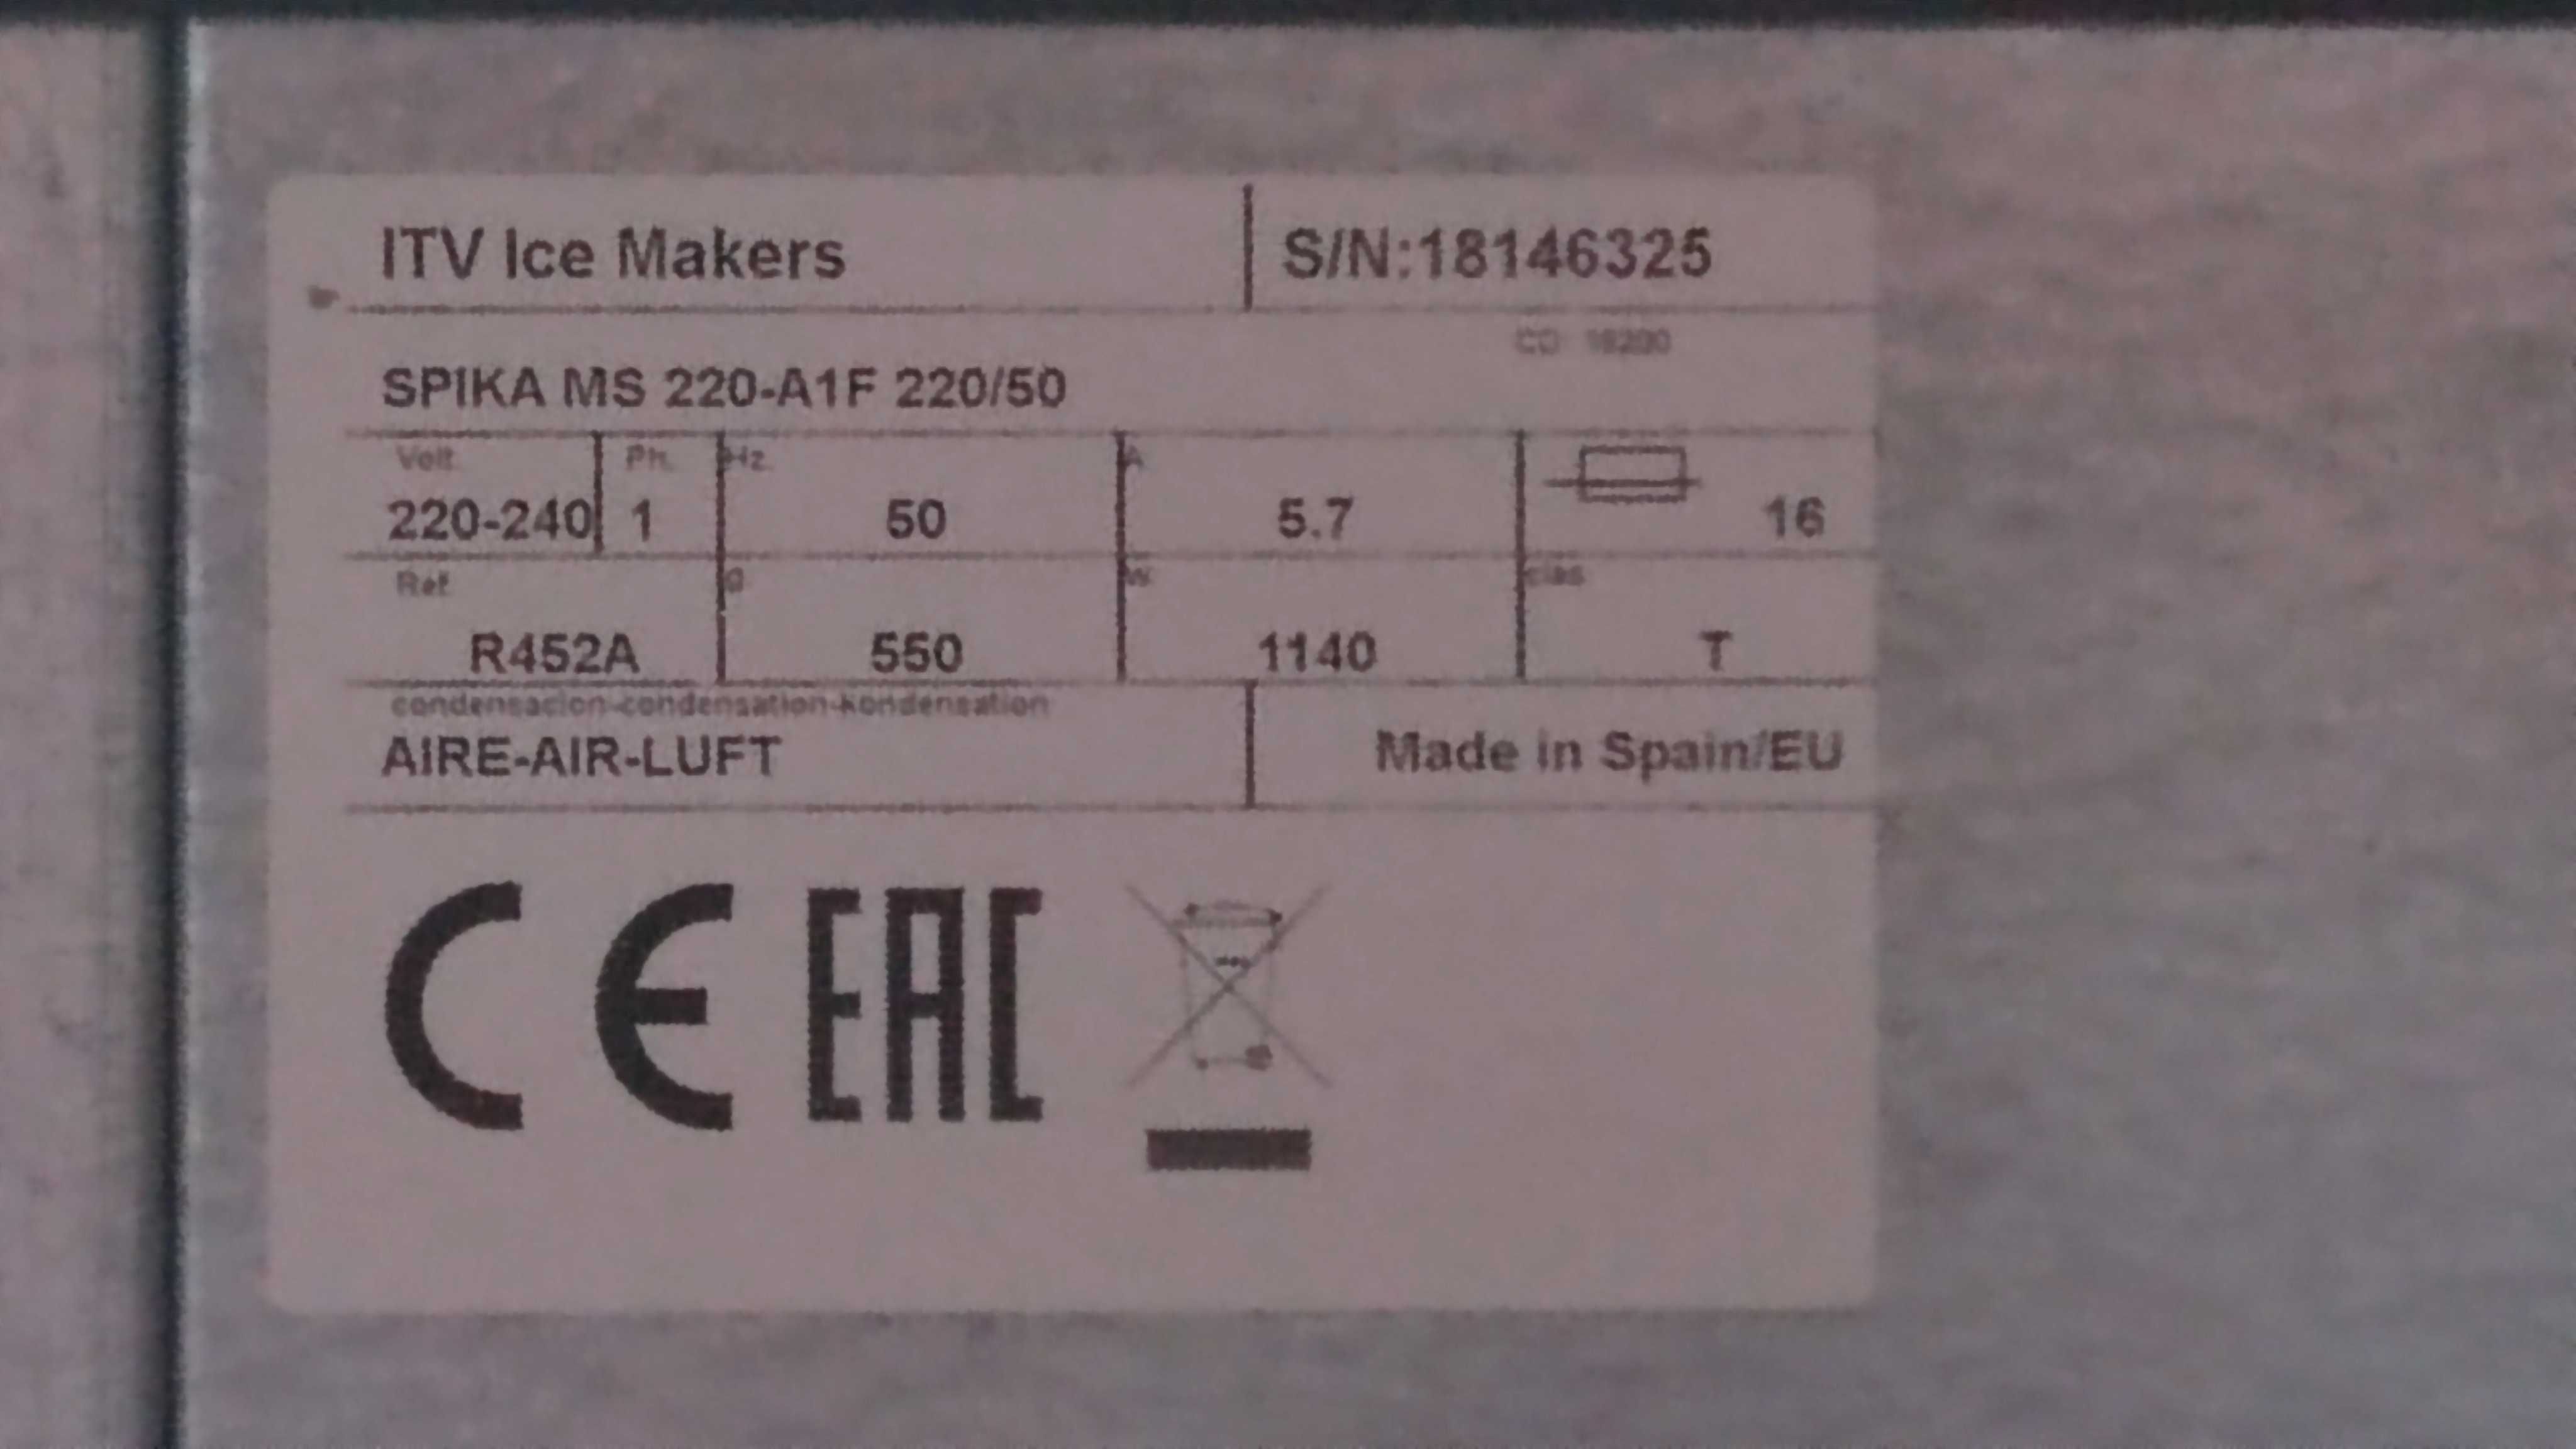 ITV Ice Makers S/N:18146325
SPIKA MS 220-A1F 220/50
Volt. Ph. Hz. A
220-240 1 50 5.7 16
Ref. g w clas
R452A 550 1140 T
condensacion-condensation-kondensation
AIRE-AIR-LUFT Made in Spain/EU
CE EAC